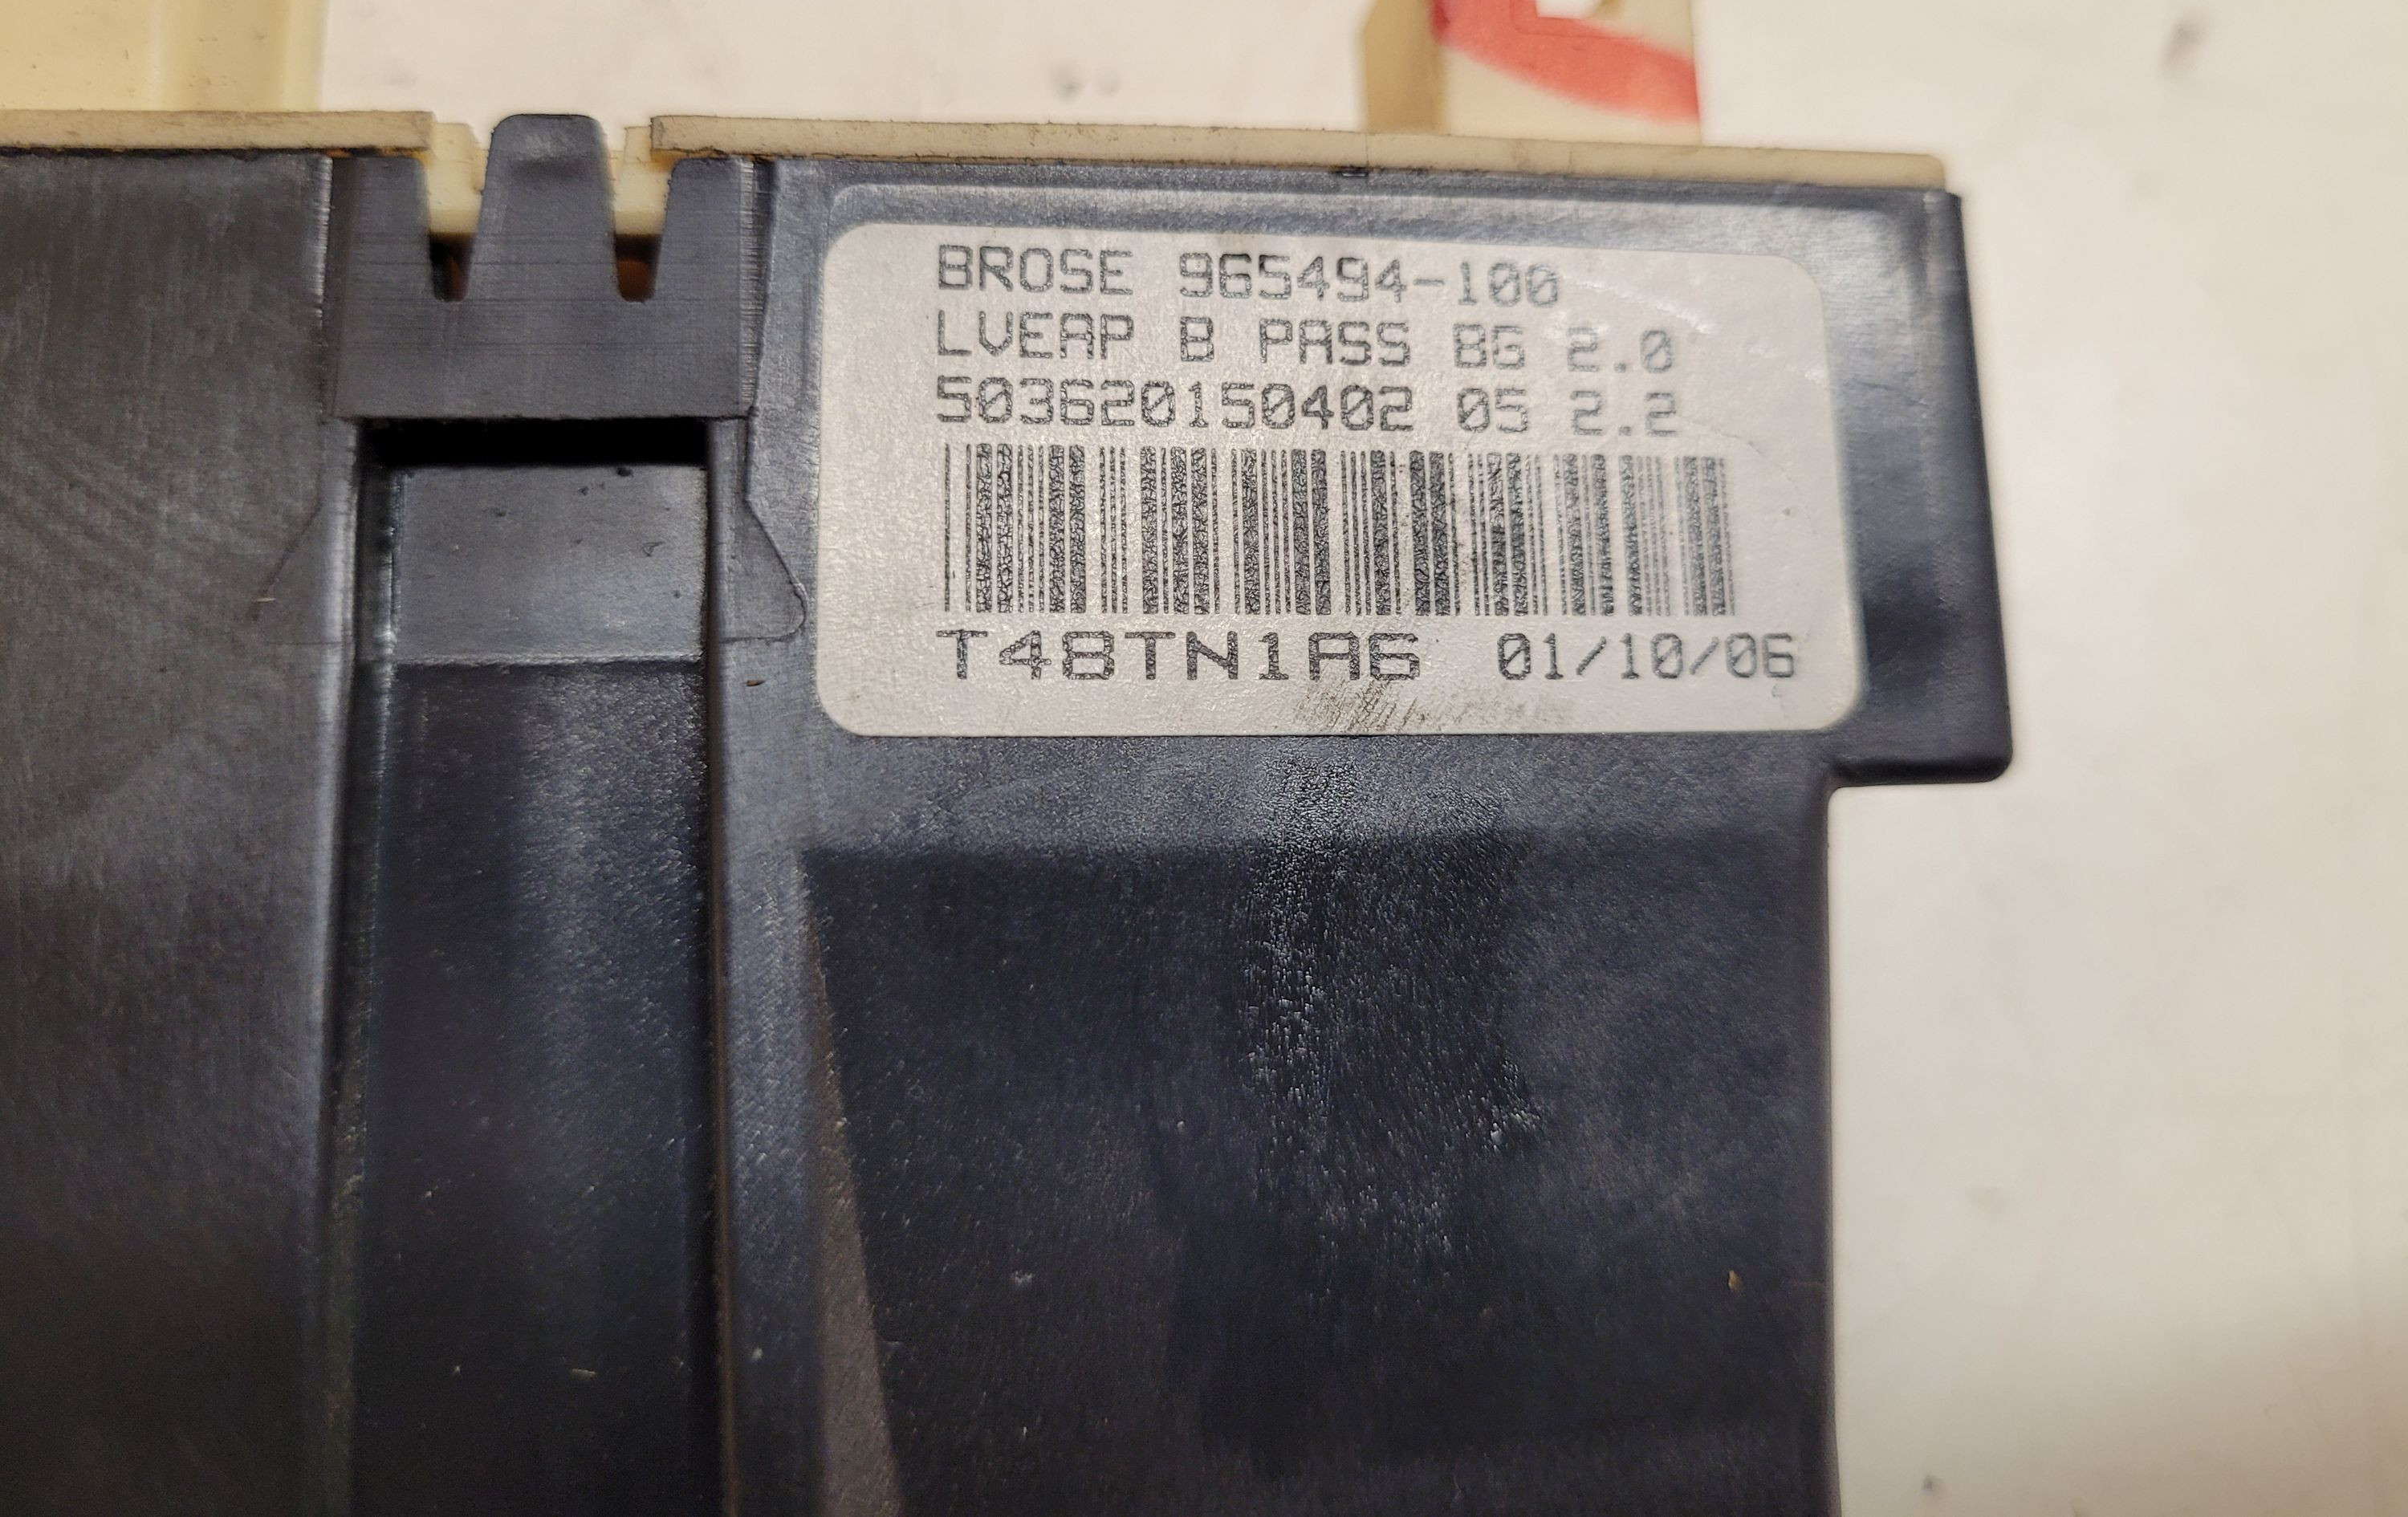 BROSE 965494-100
LVEAP B PASS BG 2.0
503620150402 05 2.2
T48TN1A6 01/10/06